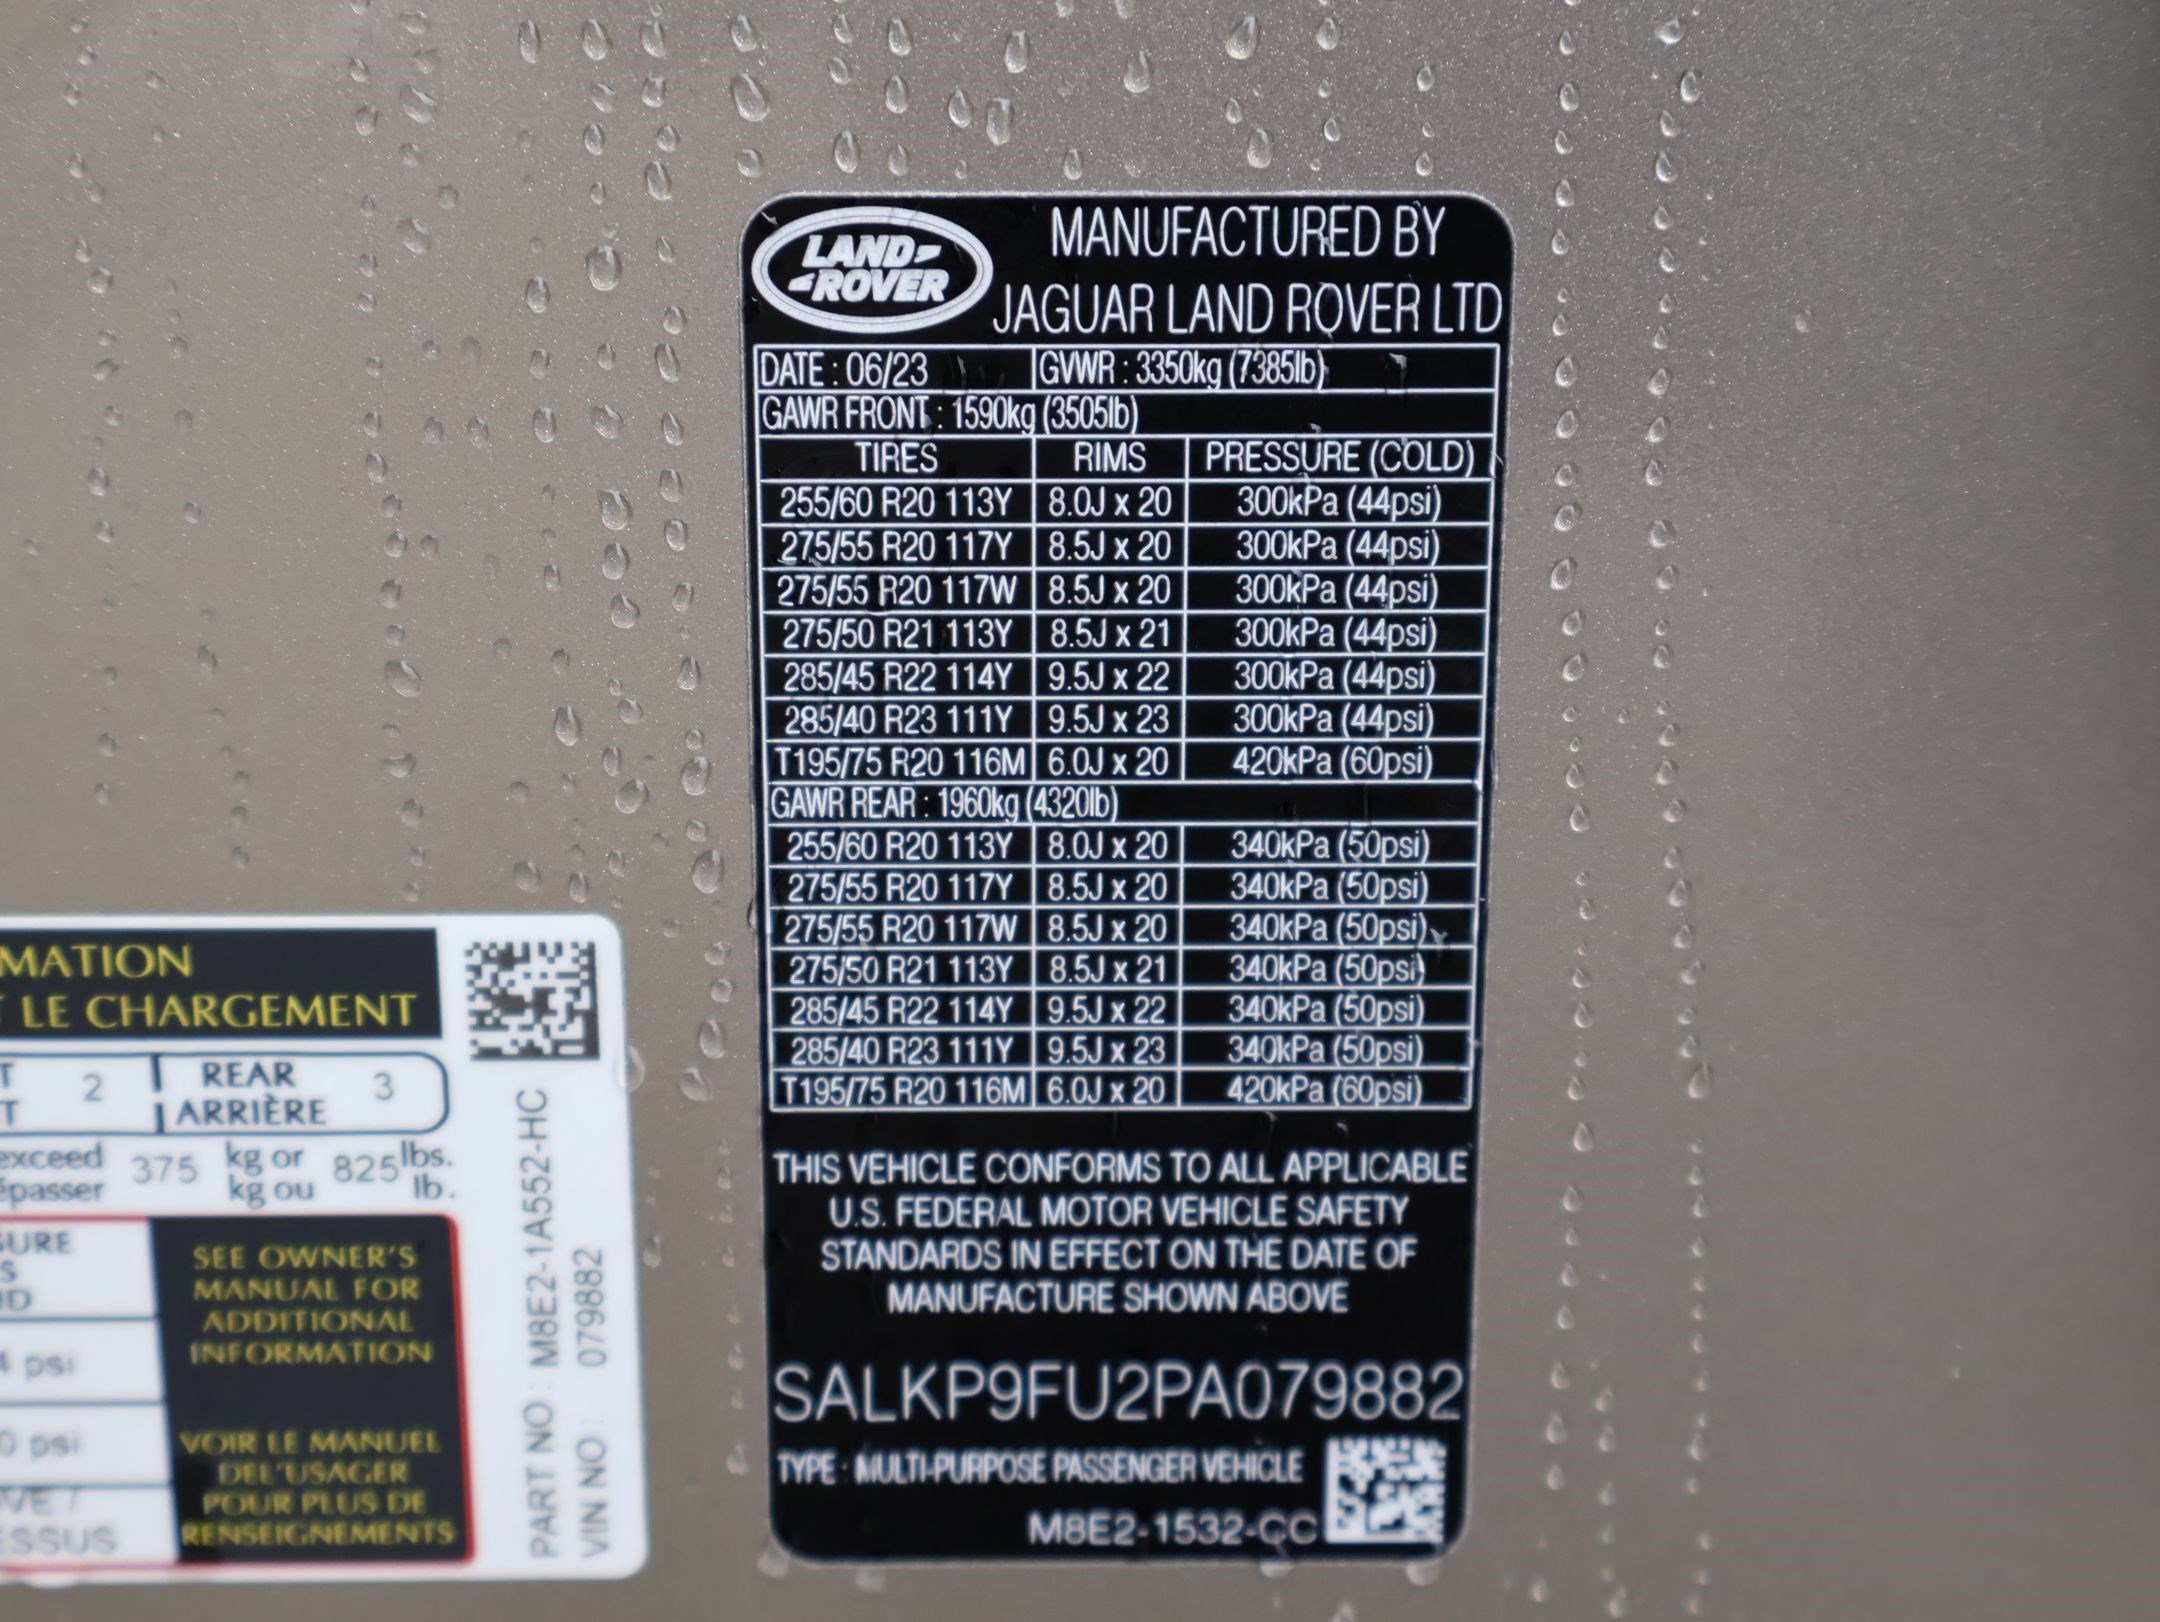 LAND-
-ROVER
MANUFACTURED BY
JAGUAR LAND ROVER LTD
DATE : 06/23 GVWR : 3350kg (7385lb)
GAWR FRONT : 1590kg (3505lb)
TIRES RIMS PRESSURE (COLD)
255/60 R20 113Y 8.0J x 20 300kPa (44psi)
275/55 R20 117Y 8.5J x 20 300kPa (44psi)
275/55 R20 117W 8.5J x 20 300kPa (44psi)
275/50 R21 113Y 8.5J x 21 300kPa (44psi)
285/45 R22 114Y 9.5J x 22 300kPa (44psi)
285/40 R23 111Y 9.5J x 23 300kPa (44psi)
T195/75 R20 116M 6.0J x 20 420kPa (60psi)
GAWR REAR : 1960kg (4320lb)
255/60 R20 113Y 8.0J x 20 340kPa (50psi)
275/55 R20 117Y 8.5J x 20 340kPa (50psi)
275/55 R20 117W 8.5J x 20 340kPa (50psi)
275/50 R21 113Y 8.5J x 21 340kPa (50psi)
285/45 R22 114Y 9.5J x 22 340kPa (50psi)
285/40 R23 111Y 9.5J x 23 340kPa (50psi)
T195/75 R20 116M 6.0J x 20 420kPa (60psi)
THIS VEHICLE CONFORMS TO ALL APPLICABLE
U.S. FEDERAL MOTOR VEHICLE SAFETY
STANDARDS IN EFFECT ON THE DATE OF
MANUFACTURE SHOWN ABOVE
SALKP9FU2PA079882
TYPE : MULTI-PURPOSE PASSENGER VEHICLE
M8E2-1532-CC
MATION
T LE CHARGEMENT
T 2 REAR 3
T ARRIÈRE
exceed 375 kg or 825 lbs.
épasser kg ou lb.
SURE
S
ID
4 psi
0 psi
VE /
ESSUS
SEE OWNER'S
MANUAL FOR
ADDITIONAL
INFORMATION
VOIR LE MANUEL
DEL'USAGER
POUR PLUS DE
RENSEIGNEMENTS
PART NO : M8E2-1A552-HC
VIN NO : 079882